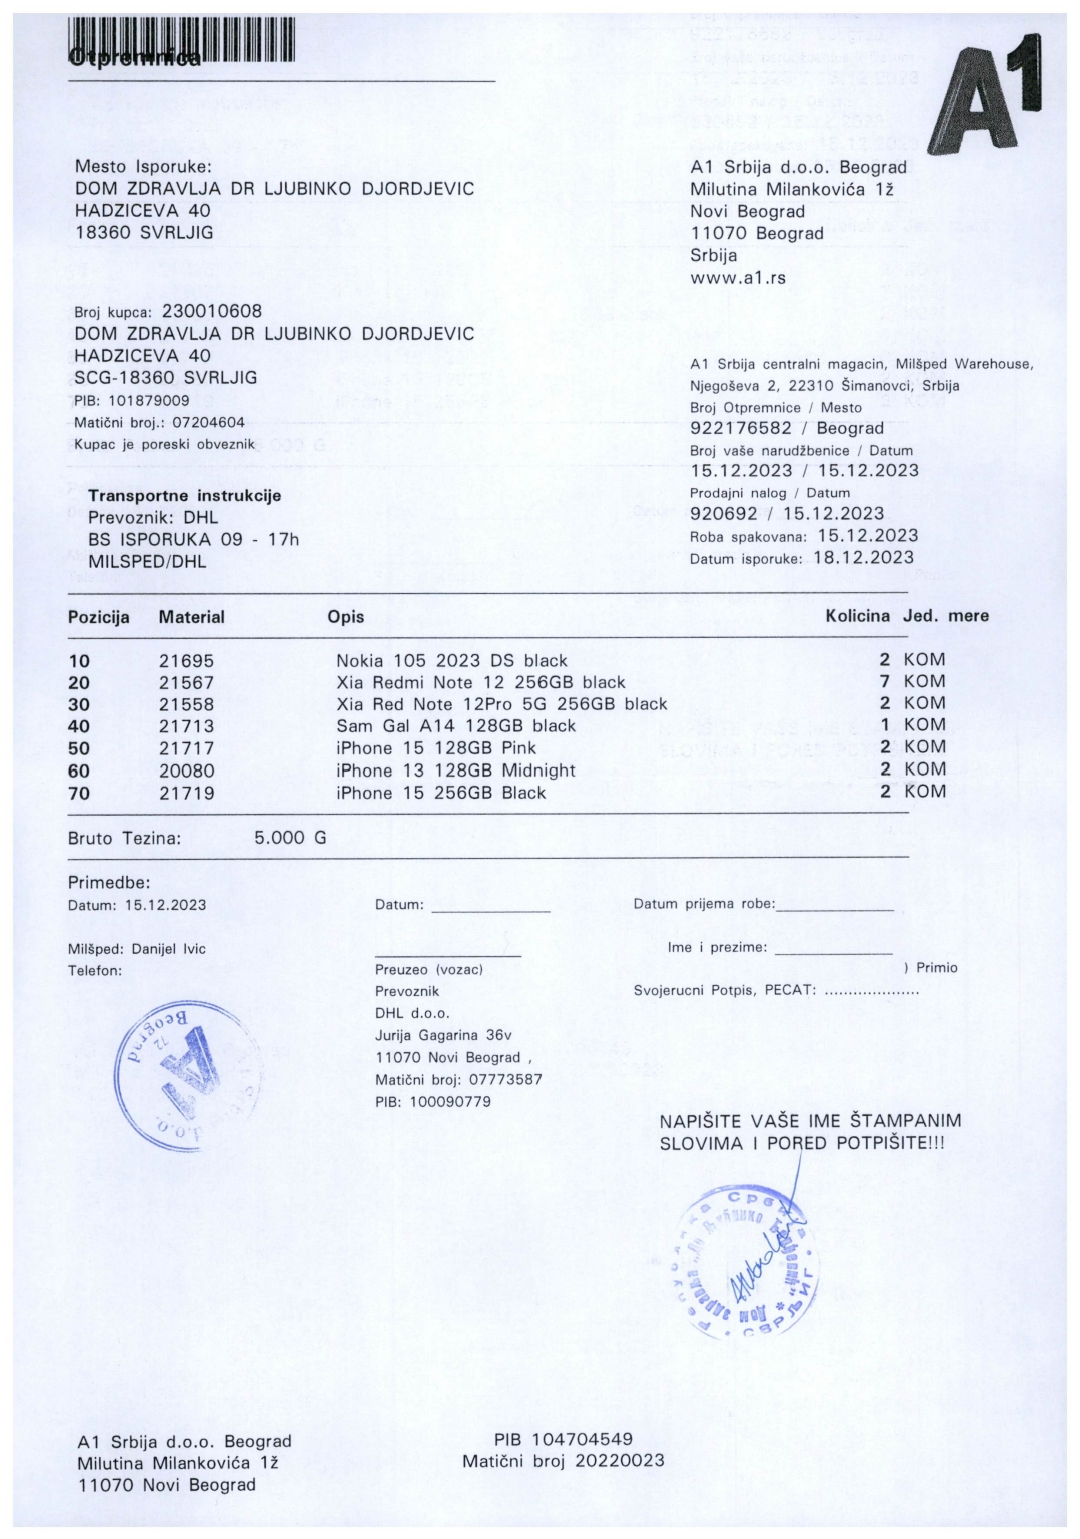 Otpremnica
A1
Mesto Isporuke:
DOM ZDRAVLJA DR LJUBINKO DJORDJEVIC
HADZICEVA 40
18360 SVRLJIG
A1 Srbija d.o.o. Beograd
Milutina Milankovića 1ž
Novi Beograd
11070 Beograd
Srbija
www.a1.rs
Broj kupca: 230010608
DOM ZDRAVLJA DR LJUBINKO DJORDJEVIC
HADZICEVA 40
SCG-18360 SVRLJIG
PIB: 101879009
Matični broj.: 07204604
Kupac je poreski obveznik
A1 Srbija centralni magacin, Milšped Warehouse,
Njegoševa 2, 22310 Šimanovci, Srbija
Broj Otpremnice / Mesto
922176582 / Beograd
Broj vaše narudžbenice / Datum
15.12.2023 / 15.12.2023
Prodajni nalog / Datum
920692 / 15.12.2023
Roba spakovana: 15.12.2023
Datum isporuke: 18.12.2023
Transportne instrukcije
Prevoznik: DHL
BS ISPORUKA 09 - 17h
MILSPED/DHL
Pozicija Material Opis Kolicina Jed. mere
10 21695 Nokia 105 2023 DS black 2 KOM
20 21567 Xia Redmi Note 12 256GB black 7 KOM
30 21558 Xia Red Note 12Pro 5G 256GB black 2 KOM
40 21713 Sam Gal A14 128GB black 1 KOM
50 21717 iPhone 15 128GB Pink 2 KOM
60 20080 iPhone 13 128GB Midnight 2 KOM
70 21719 iPhone 15 256GB Black 2 KOM
Bruto Tezina: 5.000 G
Primedbe:
Datum: 15.12.2023
Milšped: Danijel Ivic
Telefon:
Datum: ____________
Preuzeo (vozac)
Prevoznik
DHL d.o.o.
Jurija Gagarina 36v
11070 Novi Beograd ,
Matični broj: 07773587
PIB: 100090779
Datum prijema robe:____________
Ime i prezime: ____________
) Primio
Svojerucni Potpis, PECAT: ...................
Beograd
72
A1
d.o.o.
NAPIŠITE VAŠE IME ŠTAMPANIM
SLOVIMA I PORED POTPIŠITE!!!
Република Србија
Дом здравља
СВРЉИГ
A1 Srbija d.o.o. Beograd
Milutina Milankovića 1ž
11070 Novi Beograd
PIB 104704549
Matični broj 20220023